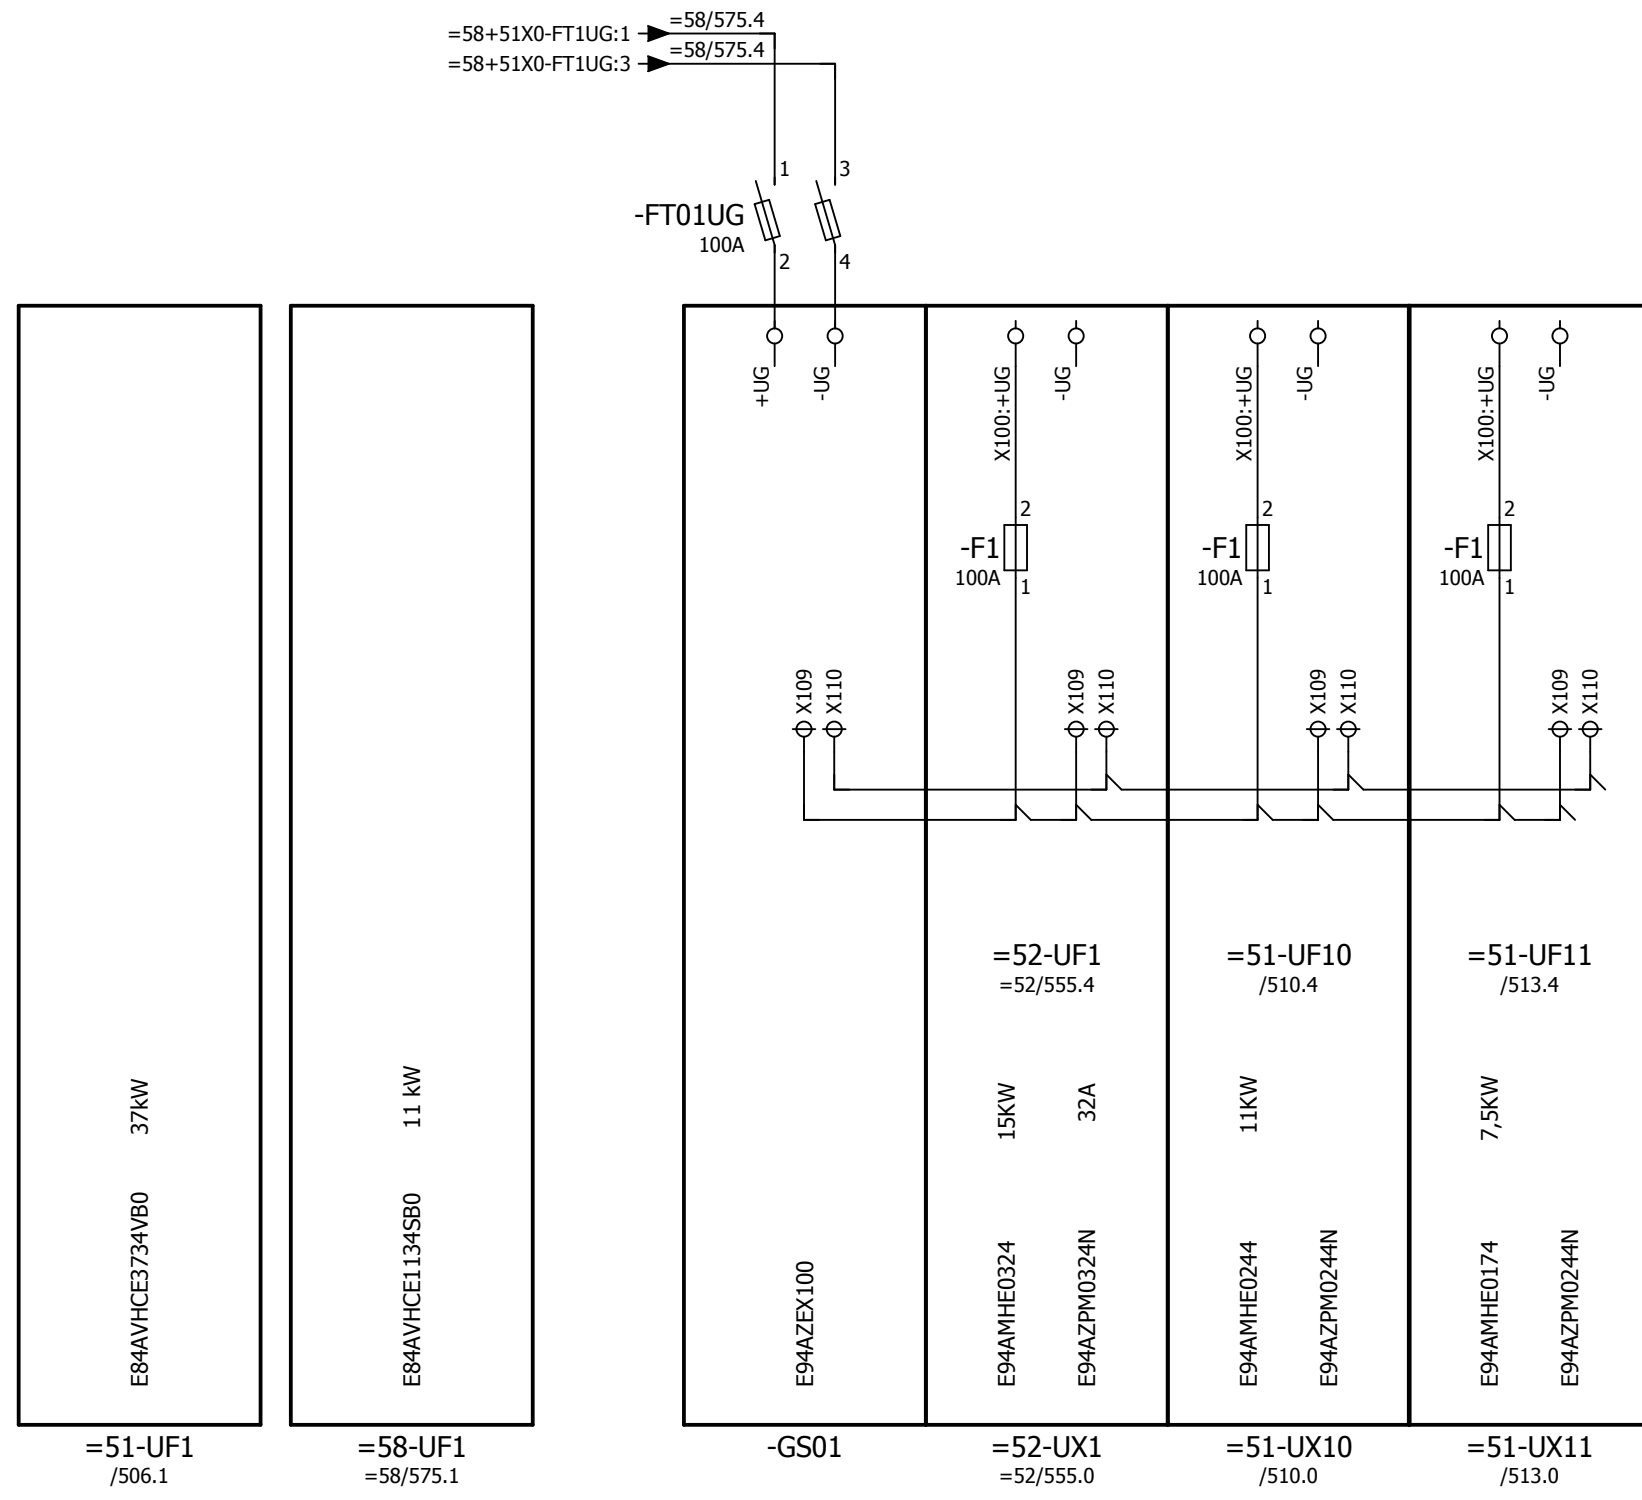 =58+51X0-FT1UG:1 =58/575.4
=58+51X0-FT1UG:3 =58/575.4
1 3
-FT01UG
100A
2 4
+UG -UG X100:+UG -UG X100:+UG -UG X100:+UG -UG
2 2 2
-F1 -F1 -F1
100A 100A 100A
1 1 1
X109 X110 X109 X110 X109 X110 X109 X110
=52-UF1 =51-UF10 =51-UF11
=52/555.4 /510.4 /513.4
37kW 11 kW 15KW 32A 11KW 7,5KW
E84AVHCE3734VB0 E84AVHCE1134SB0 E94AZEX100 E94AMHE0324 E94AZPM0324N E94AMHE0244 E94AZPM0244N E94AMHE0174 E94AZPM0244N
=51-UF1 =58-UF1 -GS01 =52-UX1 =51-UX10 =51-UX11
/506.1 =58/575.1 =52/555.0 /510.0 /513.0